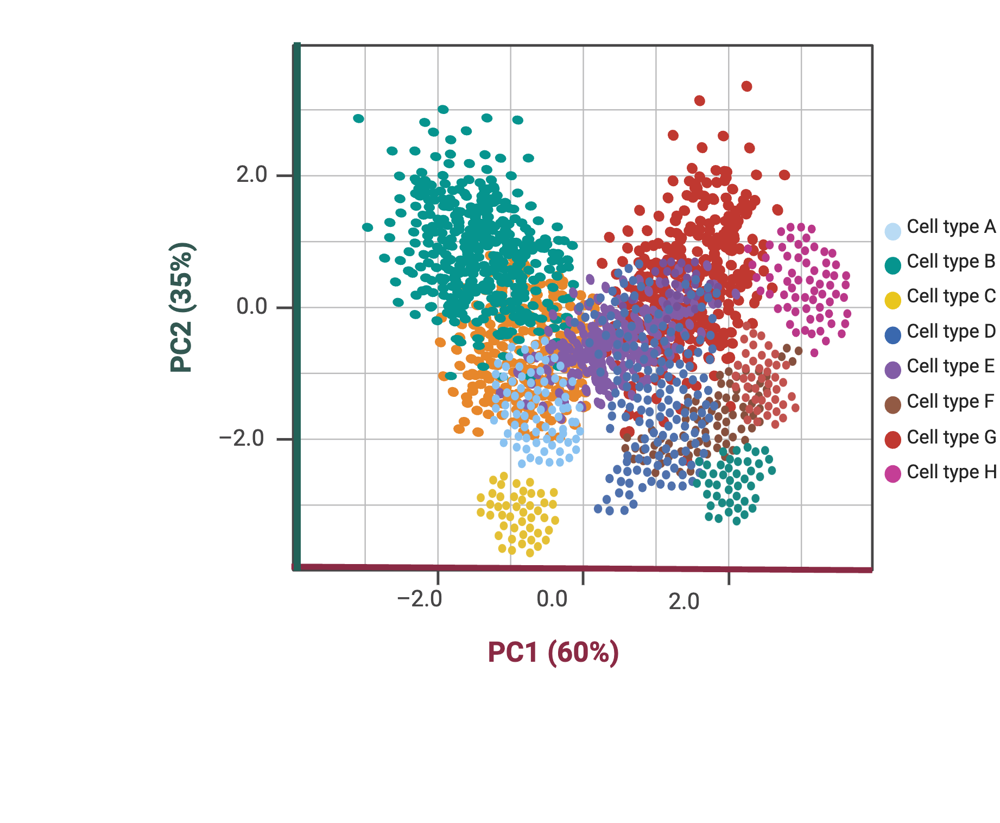 PC2 (35%)
2.0
0.0
−2.0
−2.0
0.0
2.0
PC1 (60%)
Cell type A
Cell type B
Cell type C
Cell type D
Cell type E
Cell type F
Cell type G
Cell type H